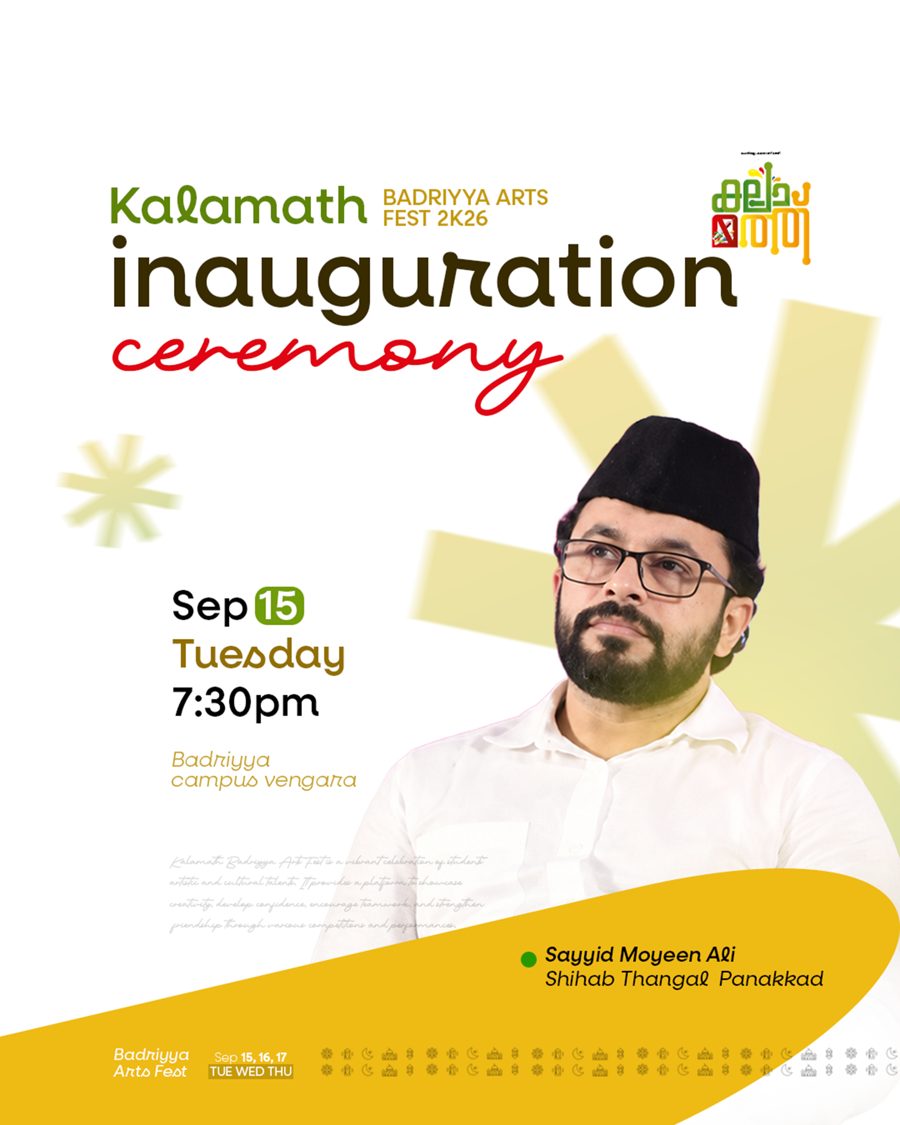 Kalamath
BADRIYYA ARTS
FEST 2K26
inauguration
ceremony
കലാ
മത്ത്
Sep 15
Tuesday
7:30pm
Badriyya
campus vengara
Kalamath Badriyya Arts Fest is a vibrant celebration of students'
artistic and cultural talents. It provides a platform to showcase
creativity, develop confidence, encourage teamwork, and strengthen
friendship through various competitions and performances.
Sayyid Moyeen Ali
Shihab Thangal Panakkad
Badriyya
Arts Fest
Sep 15, 16, 17
TUE WED THU